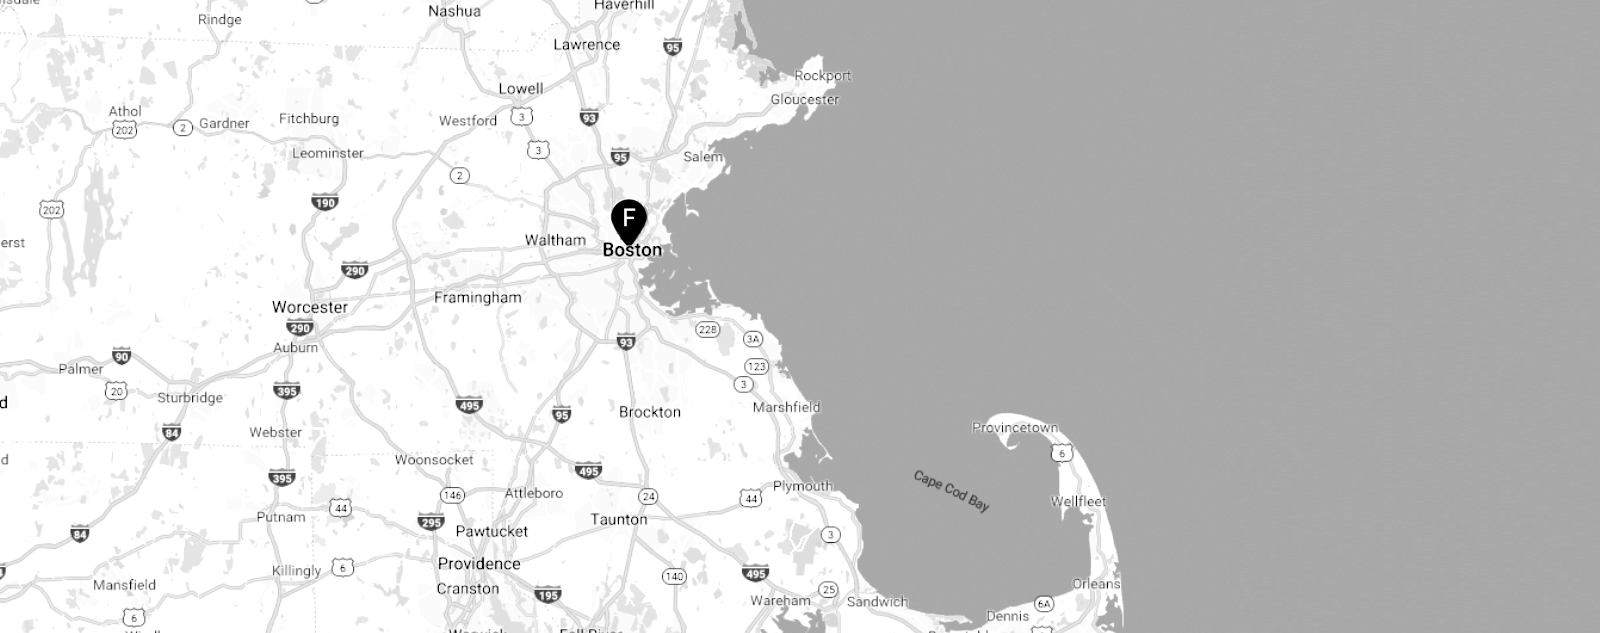 Nashua
Haverhill
Rindge
Lawrence
95
Rockport
Lowell
Gloucester
Athol
202
2
Gardner
Fitchburg
Westford
3
93
Leominster
3
95
Salem
2
190
202
F
erst
Waltham
Boston
290
Framingham
Worcester
290
228
3A
93
Auburn
90
Palmer
123
20
395
3
Sturbridge
d
495
95
Brockton
Marshfield
84
Webster
Provincetown
6
d
Woonsocket
495
395
Cape Cod Bay
146
Attleboro
24
44
Plymouth
Wellfleet
44
Putnam
295
Taunton
84
Pawtucket
3
Providence
Killingly
6
140
495
Mansfield
Cranston
195
25
Orleans
Wareham
Sandwich
6A
6
Dennis
Fall River